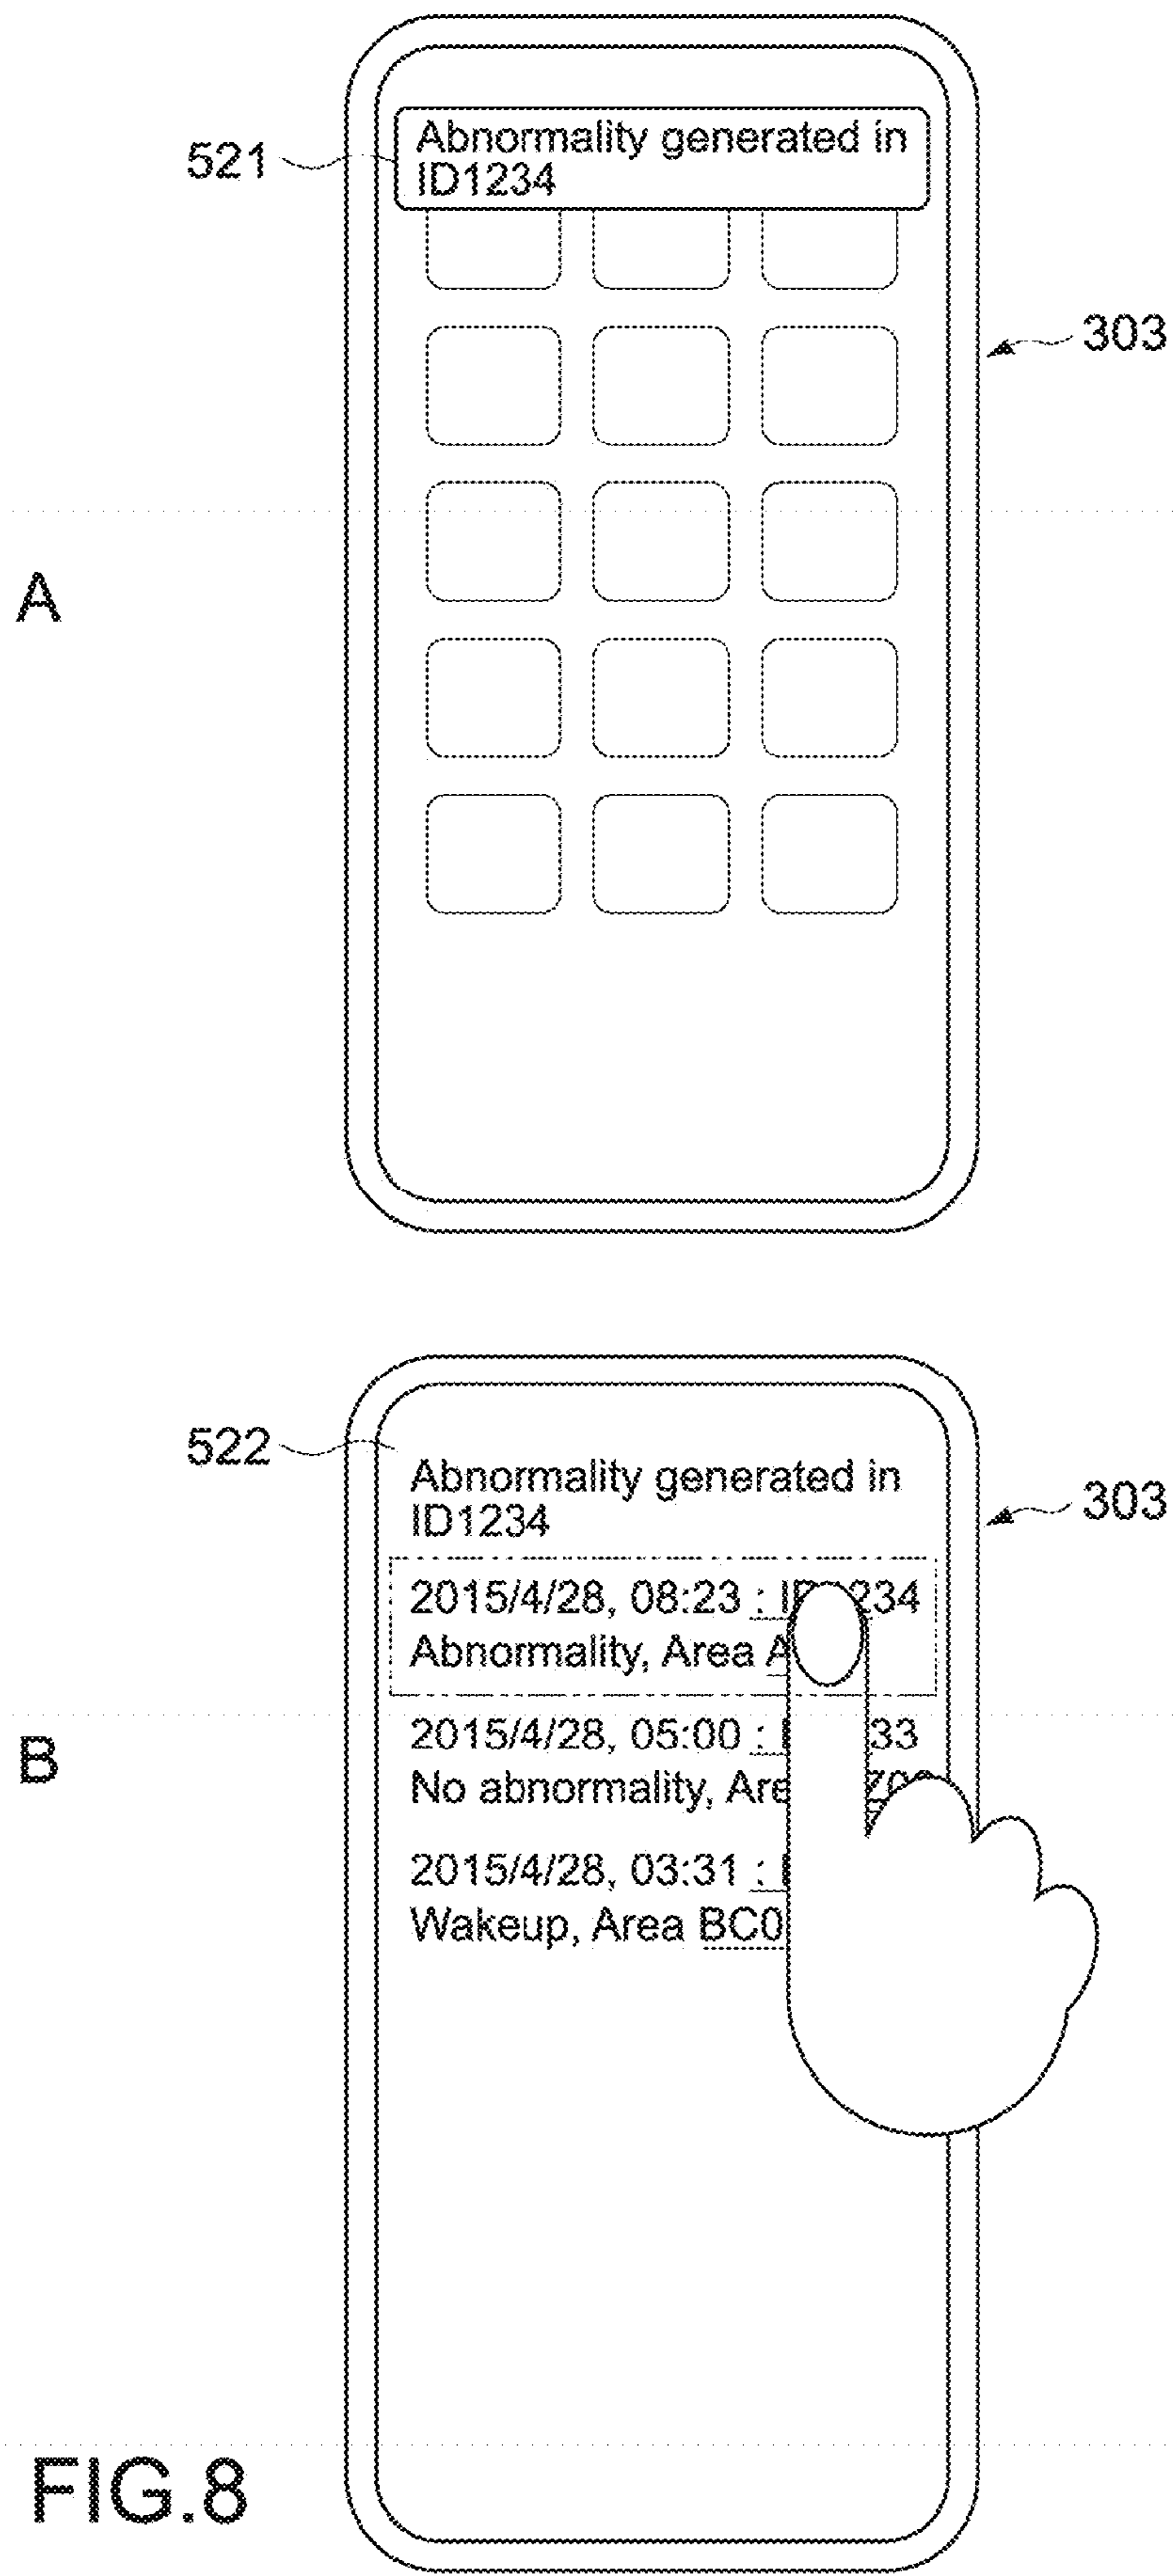 521
Abnormality generated in
ID1234
303
A
522
Abnormality generated in
ID1234
303
2015/4/28, 08:23 :
Abnormality, Area
B
2015/4/28, 05:00 :
No abnormality,
2015/4/28, 03:31 :
Wakeup, Area
FIG.8